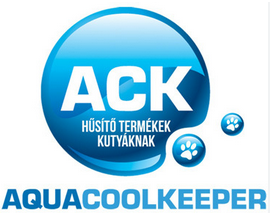 ACK
HŰSÍTŐ TERMÉKEK
KUTYÁKNAK
AQUACOOLKEEPER